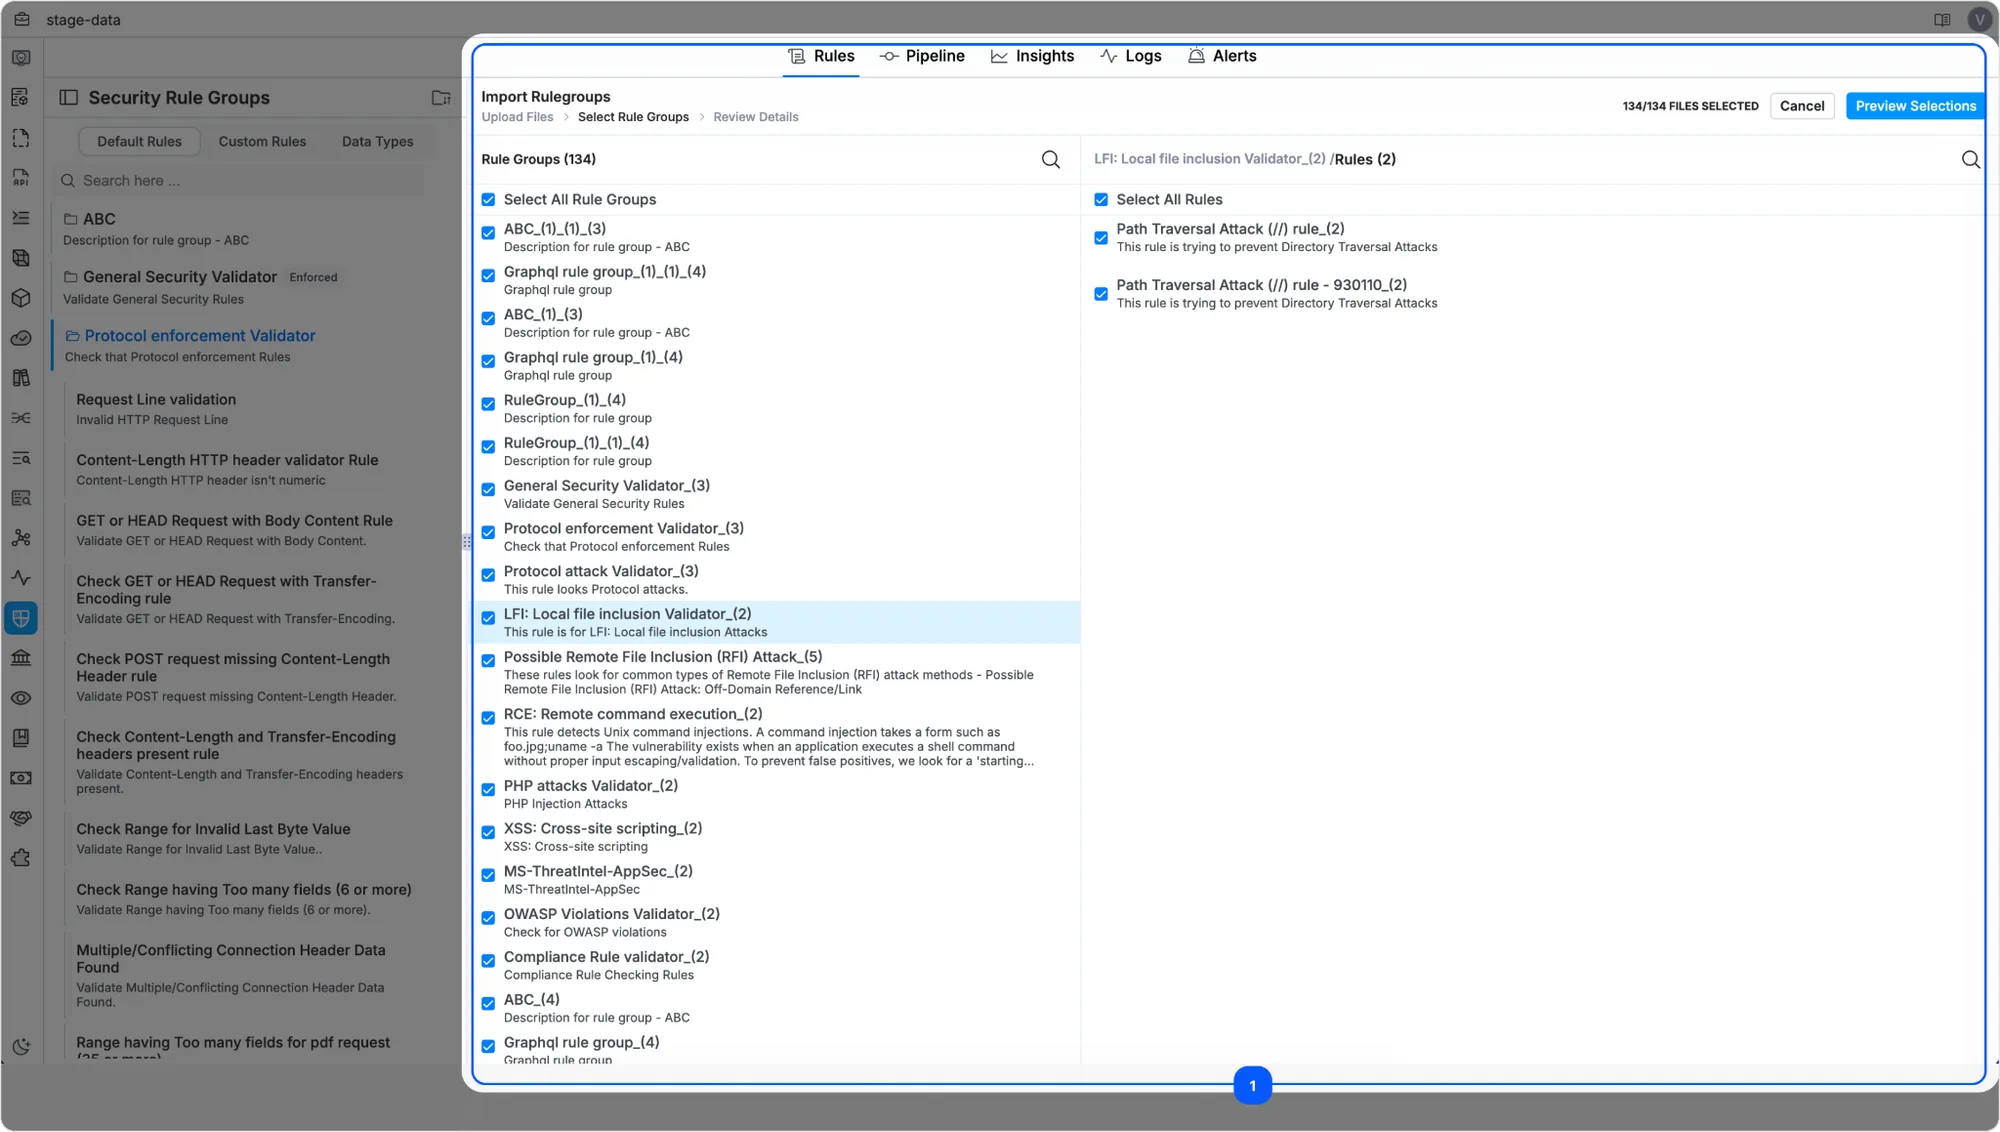 stage-data
V
Security Rule Groups
Default Rules
Custom Rules
Data Types
Search here ...
ABC
Description for rule group - ABC
General Security Validator Enforced
Validate General Security Rules
Protocol enforcement Validator
Check that Protocol enforcement Rules
Request Line validation
Invalid HTTP Request Line
Content-Length HTTP header validator Rule
Content-Length HTTP header isn't numeric
GET or HEAD Request with Body Content Rule
Validate GET or HEAD Request with Body Content.
Check GET or HEAD Request with Transfer-
Encoding rule
Validate GET or HEAD Request with Transfer-Encoding.
Check POST request missing Content-Length
Header rule
Validate POST request missing Content-Length Header.
Check Content-Length and Transfer-Encoding
headers present rule
Validate Content-Length and Transfer-Encoding headers
present.
Check Range for Invalid Last Byte Value
Validate Range for Invalid Last Byte Value..
Check Range having Too many fields (6 or more)
Validate Range having Too many fields (6 or more).
Multiple/Conflicting Connection Header Data
Found
Validate Multiple/Conflicting Connection Header Data
Found.
Range having Too many fields for pdf request
(35 or more)
API
Rules
Pipeline
Insights
Logs
Alerts
Import Rulegroups
Upload Files > Select Rule Groups > Review Details
134/134 FILES SELECTED
Cancel
Preview Selections
Rule Groups (134)
Select All Rule Groups
ABC_(1)_(1)_(3)
Description for rule group - ABC
Graphql rule group_(1)_(1)_(4)
Graphql rule group
ABC_(1)_(3)
Description for rule group - ABC
Graphql rule group_(1)_(4)
Graphql rule group
RuleGroup_(1)_(4)
Description for rule group
RuleGroup_(1)_(1)_(4)
Description for rule group
General Security Validator_(3)
Validate General Security Rules
Protocol enforcement Validator_(3)
Check that Protocol enforcement Rules
Protocol attack Validator_(3)
This rule looks Protocol attacks.
LFI: Local file inclusion Validator_(2)
This rule is for LFI: Local file inclusion Attacks
Possible Remote File Inclusion (RFI) Attack_(5)
These rules look for common types of Remote File Inclusion (RFI) attack methods - Possible
Remote File Inclusion (RFI) Attack: Off-Domain Reference/Link
RCE: Remote command execution_(2)
This rule detects Unix command injections. A command injection takes a form such as
foo.jpg;uname -a The vulnerability exists when an application executes a shell command
without proper input escaping/validation. To prevent false positives, we look for a 'starting...
PHP attacks Validator_(2)
PHP Injection Attacks
XSS: Cross-site scripting_(2)
XSS: Cross-site scripting
MS-ThreatIntel-AppSec_(2)
MS-ThreatIntel-AppSec
OWASP Violations Validator_(2)
Check for OWASP violations
Compliance Rule validator_(2)
Compliance Rule Checking Rules
ABC_(4)
Description for rule group - ABC
Graphql rule group_(4)
Graphql rule group
LFI: Local file inclusion Validator_(2) /Rules (2)
Select All Rules
Path Traversal Attack (//) rule_(2)
This rule is trying to prevent Directory Traversal Attacks
Path Traversal Attack (//) rule - 930110_(2)
This rule is trying to prevent Directory Traversal Attacks
1